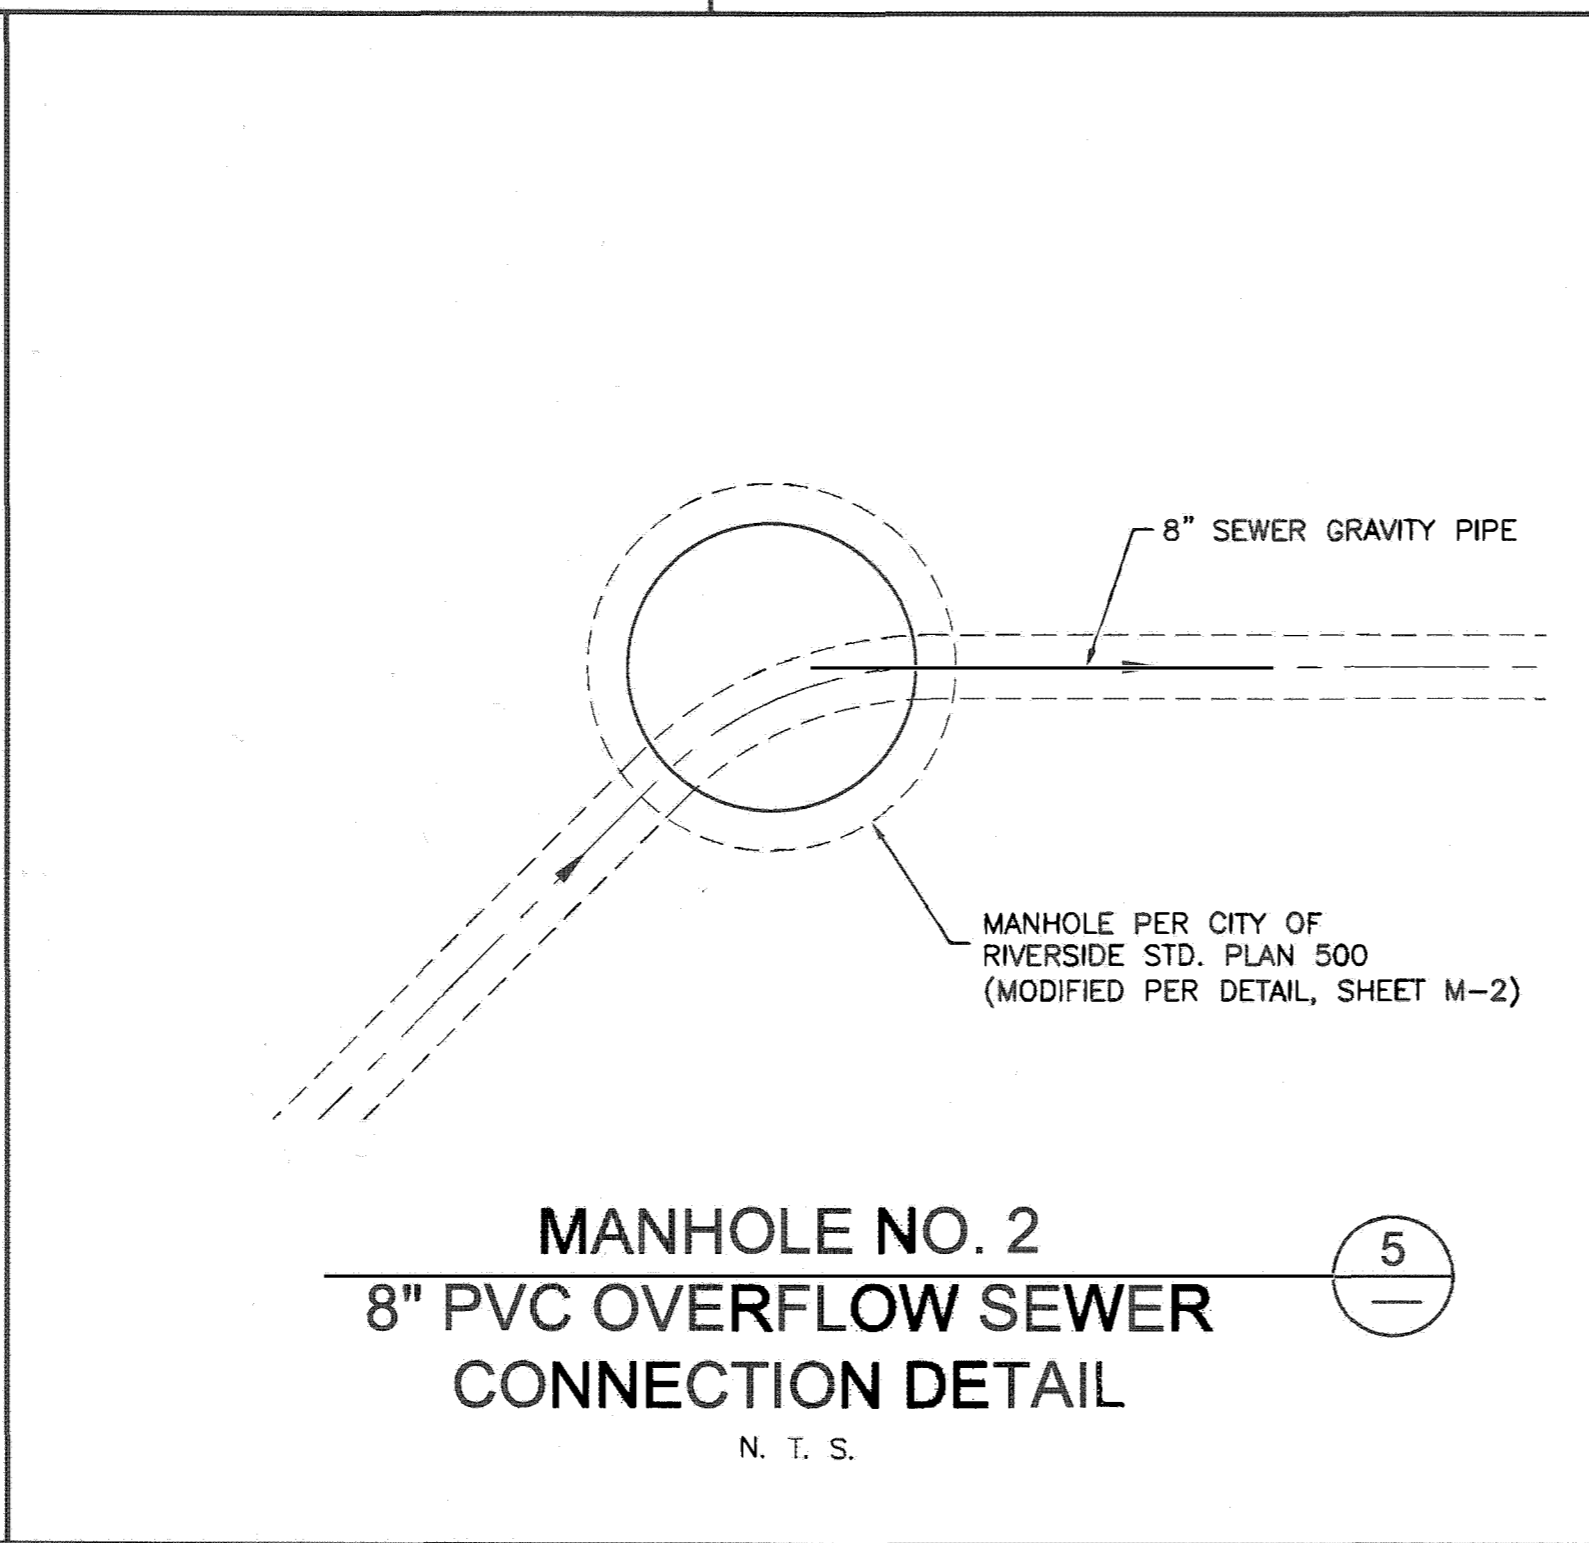 8" SEWER GRAVITY PIPE
MANHOLE PER CITY OF
RIVERSIDE STD. PLAN 500
(MODIFIED PER DETAIL, SHEET M-2)
MANHOLE NO. 2
8" PVC OVERFLOW SEWER
CONNECTION DETAIL
N. T. S.
5
—